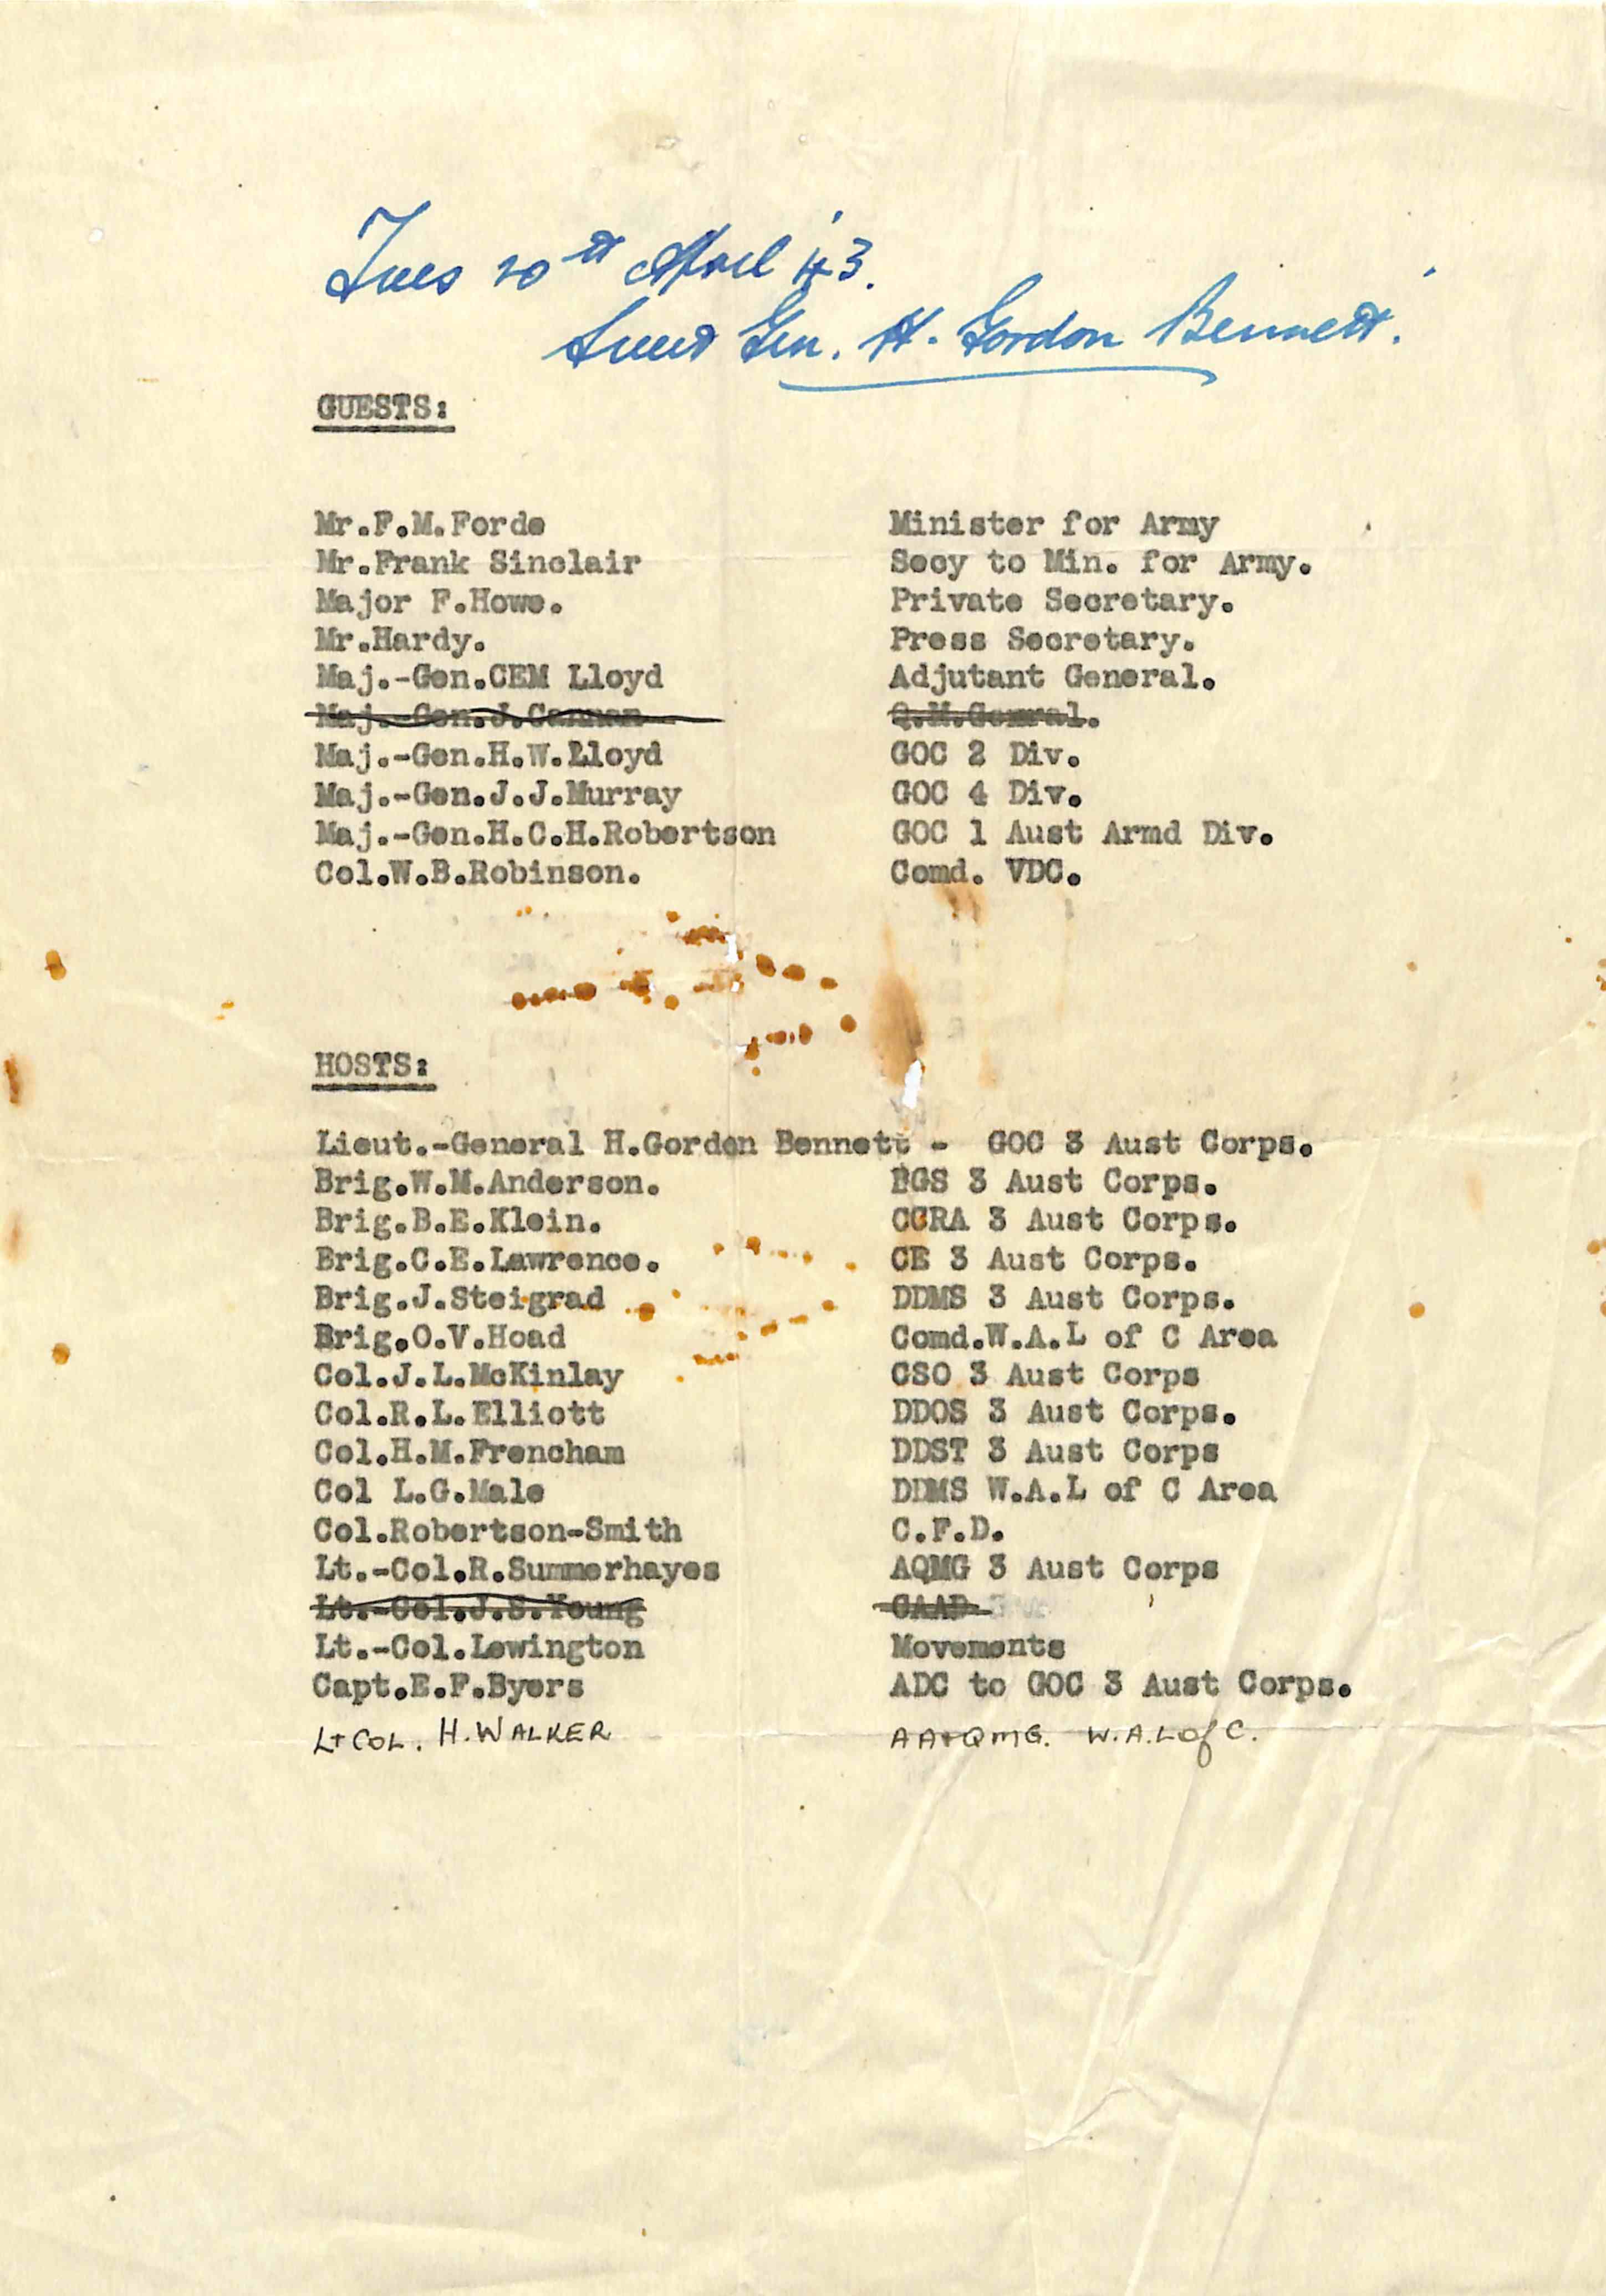 Tues 20th April '43.
Lieut Gen. H. Gordon Bennett.
GUESTS:
Mr.F.M.Forde Minister for Army
Mr.Frank Sinclair Secy to Min. for Army.
Major F.Howe. Private Secretary.
Mr.Hardy. Press Secretary.
Maj.-Gen.CEM Lloyd Adjutant General.
Maj.-Gen.J.Cannan Q.M.General.
Maj.-Gen.H.W.Lloyd GOC 2 Div.
Maj.-Gen.J.J.Murray GOC 4 Div.
Maj.-Gen.H.C.H.Robertson GOC 1 Aust Armd Div.
Col.W.B.Robinson. Comd. VDC.
HOSTS:
Lieut.-General H.Gordon Bennett - GOC 3 Aust Corps.
Brig.W.M.Anderson. BGS 3 Aust Corps.
Brig.B.E.Klein. CCRA 3 Aust Corps.
Brig.C.E.Lawrence. CE 3 Aust Corps.
Brig.J.Steigrad DDMS 3 Aust Corps.
Brig.O.V.Hoad Comd.W.A.L of C Area
Col.J.L.McKinlay CSO 3 Aust Corps
Col.R.L.Elliott DDOS 3 Aust Corps.
Col.H.M.Frencham DDST 3 Aust Corps
Col L.G.Male DDMS W.A.L of C Area
Col.Robertson-Smith C.F.D.
Lt.-Col.R.Summerhayes AQMG 3 Aust Corps
Lt.-Col.J.S.Young CAAD
Lt.-Col.Lewington Movements
Capt.E.F.Byers ADC to GOC 3 Aust Corps.
Lt COL. H. WALKER AA+QMG. W.A.L of C.